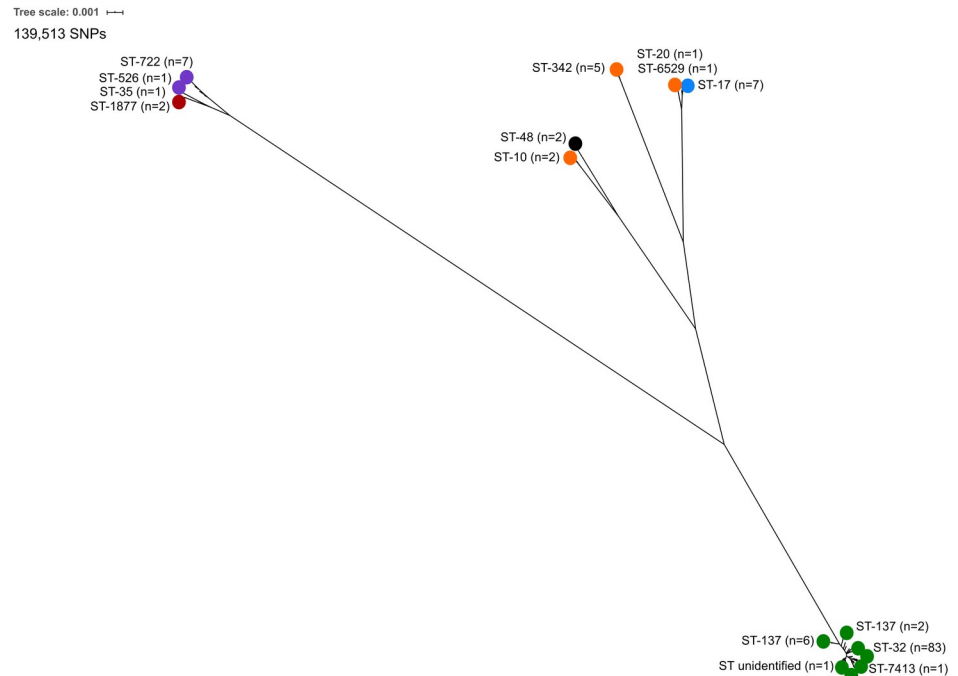 Tree scale: 0.001
139,513 SNPs
ST-722 (n=7)
ST-526 (n=1)
ST-35 (n=1)
ST-1877 (n=2)
ST-20 (n=1)
ST-342 (n=5)
ST-6529 (n=1)
ST-17 (n=7)
ST-48 (n=2)
ST-10 (n=2)
ST-137 (n=2)
ST-137 (n=6)
ST-32 (n=83)
ST unidentified (n=1)
ST-7413 (n=1)